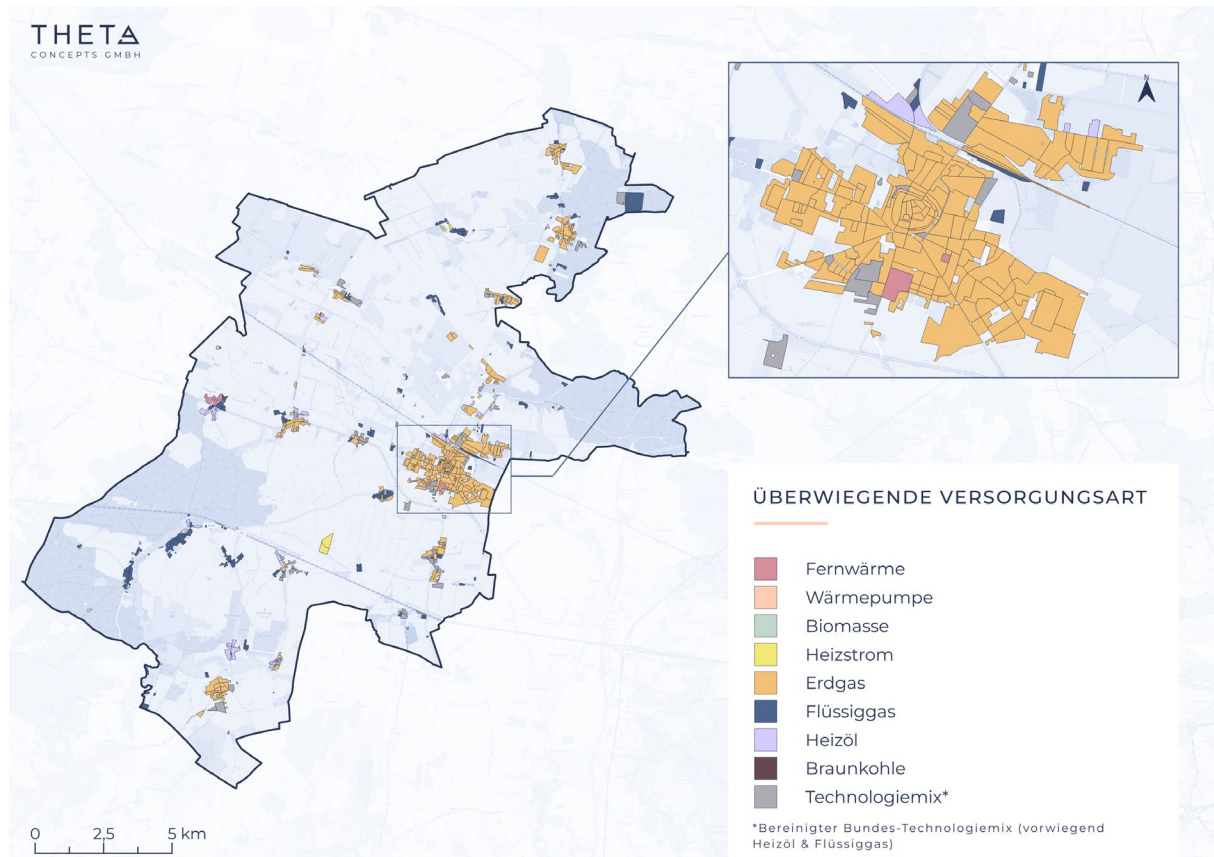 THETA
CONCEPTS GMBH
N
ÜBERWIEGENDE VERSORGUNGSART
Fernwärme
Wärmepumpe
Biomasse
Heizstrom
Erdgas
Flüssiggas
Heizöl
Braunkohle
Technologiemix*
*Bereinigter Bundes-Technologiemix (vorwiegend
Heizöl & Flüssiggas)
0 2,5 5 km